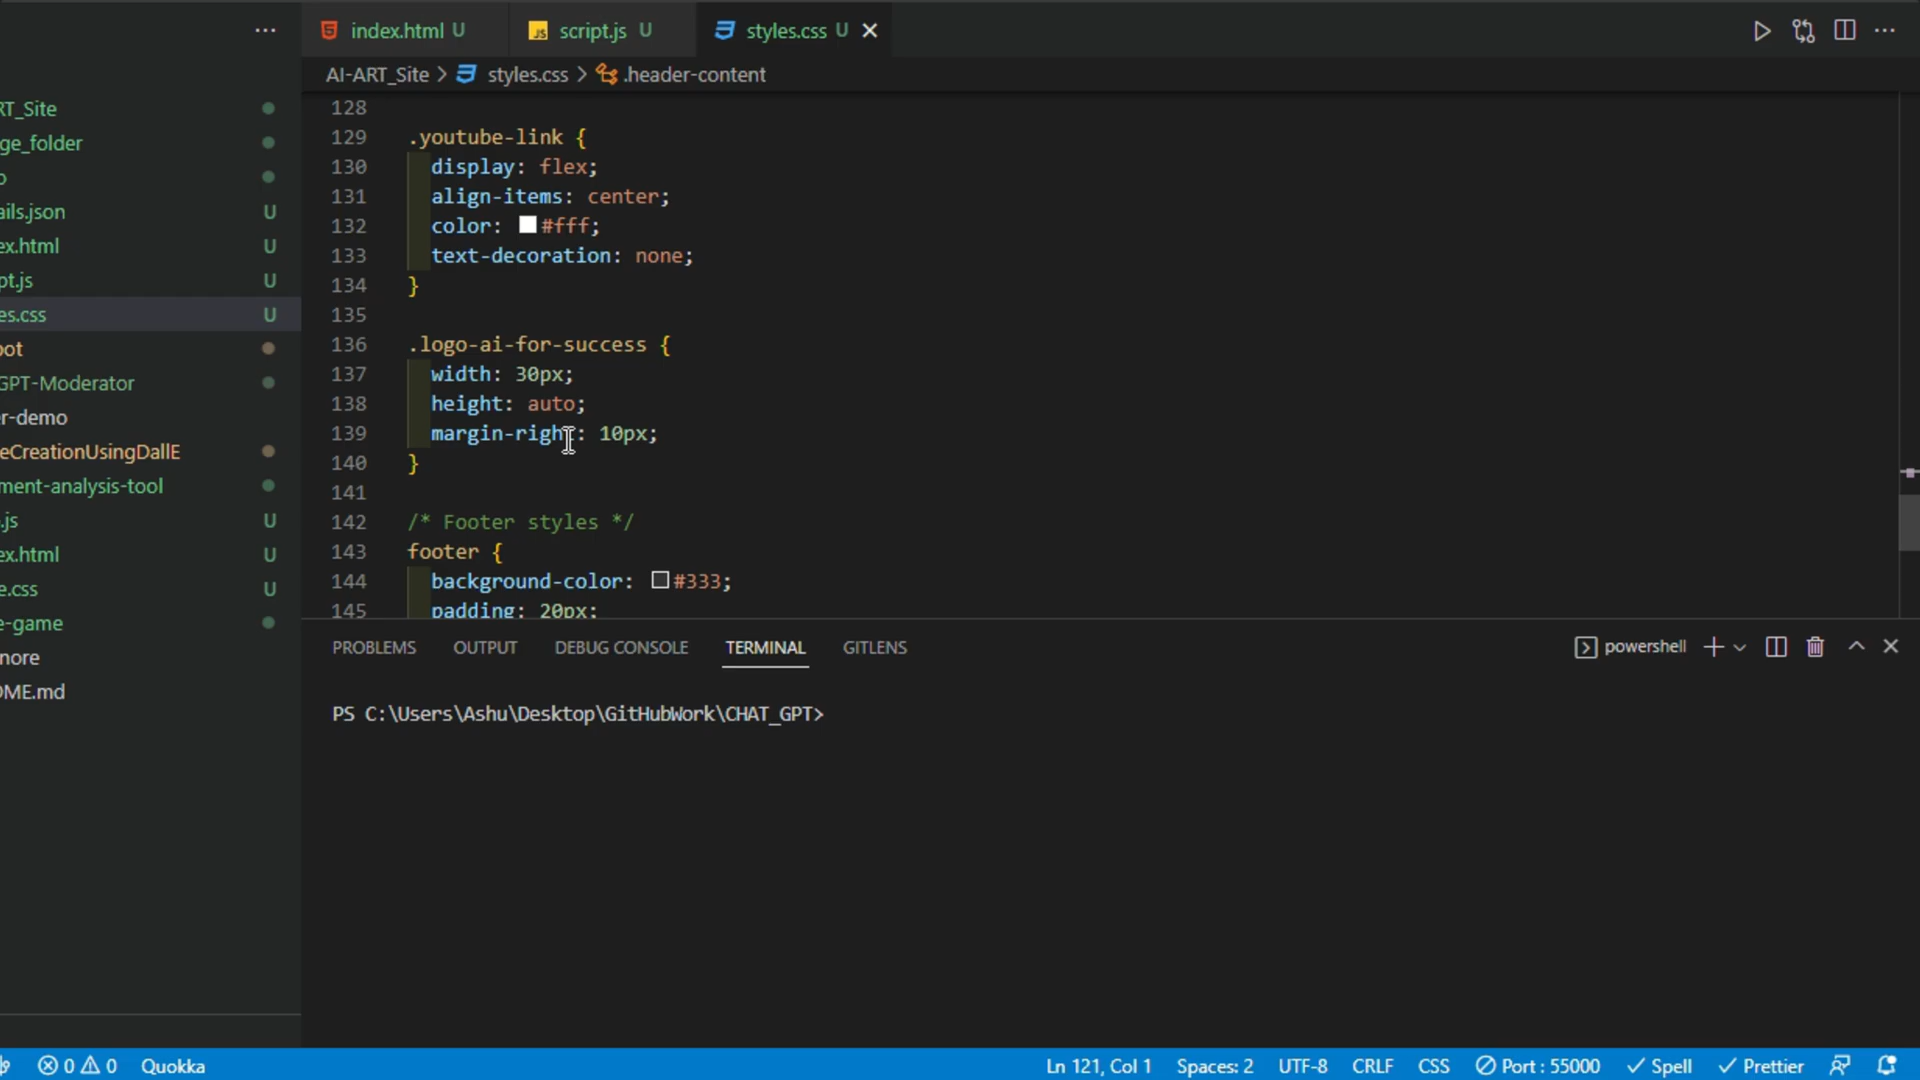 index.html U
script.js U
styles.css U
AI-ART_Site > styles.css > .header-content
RT_Site
ge_folder
o
ails.json U
ex.html U
pt.js U
es.css U
oot
GPT-Moderator
er-demo
eCreationUsingDallE
ment-analysis-tool
.js U
ex.html U
e.css U
e-game
nore
OME.md
128
129 .youtube-link {
130 display: flex;
131 align-items: center;
132 color: #fff;
133 text-decoration: none;
134 }
135
136 .logo-ai-for-success {
137 width: 30px;
138 height: auto;
139 margin-right: 10px;
140 }
141
142 /* Footer styles */
143 footer {
144 background-color: #333;
145 padding: 20px;
PROBLEMS OUTPUT DEBUG CONSOLE TERMINAL GITLENS
powershell
PS C:\Users\Ashu\Desktop\GitHubWork\CHAT_GPT>
0 0 Quokka Ln 121, Col 1 Spaces: 2 UTF-8 CRLF CSS Port : 55000 Spell Prettier